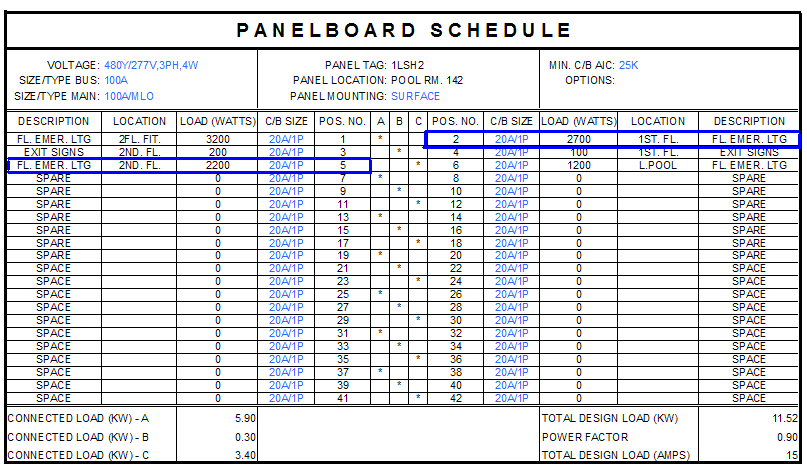 PANELBOARD SCHEDULE
VOLTAGE: 480Y/277V,3PH,4W PANEL TAG: 1LSH2 MIN. C/B AIC: 25K
SIZE/TYPE BUS: 100A PANEL LOCATION: POOL RM. 142 OPTIONS:
SIZE/TYPE MAIN: 100A/MLO PANEL MOUNTING: SURFACE
DESCRIPTION LOCATION LOAD (WATTS) C/B SIZE POS. NO. A B C POS. NO. C/B SIZE LOAD (WATTS) LOCATION DESCRIPTION
FL. EMER. LTG 2FL. FIT. 3200 20A/1P 1 * 2 20A/1P 2700 1ST. FL. FL. EMER. LTG
EXIT SIGNS 2ND. FL. 200 20A/1P 3 * 4 20A/1P 100 1ST. FL. EXIT SIGNS
FL. EMER. LTG 2ND. FL. 2200 20A/1P 5 * 6 20A/1P 1200 L.POOL FL. EMER. LTG
SPARE 0 20A/1P 7 * 8 20A/1P 0 SPARE
SPARE 0 20A/1P 9 * 10 20A/1P 0 SPARE
SPARE 0 20A/1P 11 * 12 20A/1P 0 SPARE
SPARE 0 20A/1P 13 * 14 20A/1P 0 SPARE
SPARE 0 20A/1P 15 * 16 20A/1P 0 SPARE
SPARE 0 20A/1P 17 * 18 20A/1P 0 SPARE
SPARE 0 20A/1P 19 * 20 20A/1P 0 SPARE
SPACE 0 20A/1P 21 * 22 20A/1P 0 SPACE
SPACE 0 20A/1P 23 * 24 20A/1P 0 SPACE
SPACE 0 20A/1P 25 * 26 20A/1P 0 SPACE
SPACE 0 20A/1P 27 * 28 20A/1P 0 SPACE
SPACE 0 20A/1P 29 * 30 20A/1P 0 SPACE
SPACE 0 20A/1P 31 * 32 20A/1P 0 SPACE
SPACE 0 20A/1P 33 * 34 20A/1P 0 SPACE
SPACE 0 20A/1P 35 * 36 20A/1P 0 SPACE
SPACE 0 20A/1P 37 * 38 20A/1P 0 SPACE
SPACE 0 20A/1P 39 * 40 20A/1P 0 SPACE
SPACE 0 20A/1P 41 * 42 20A/1P 0 SPACE
CONNECTED LOAD (KW) - A 5.90 TOTAL DESIGN LOAD (KW) 11.52
CONNECTED LOAD (KW) - B 0.30 POWER FACTOR 0.90
CONNECTED LOAD (KW) - C 3.40 TOTAL DESIGN LOAD (AMPS) 15